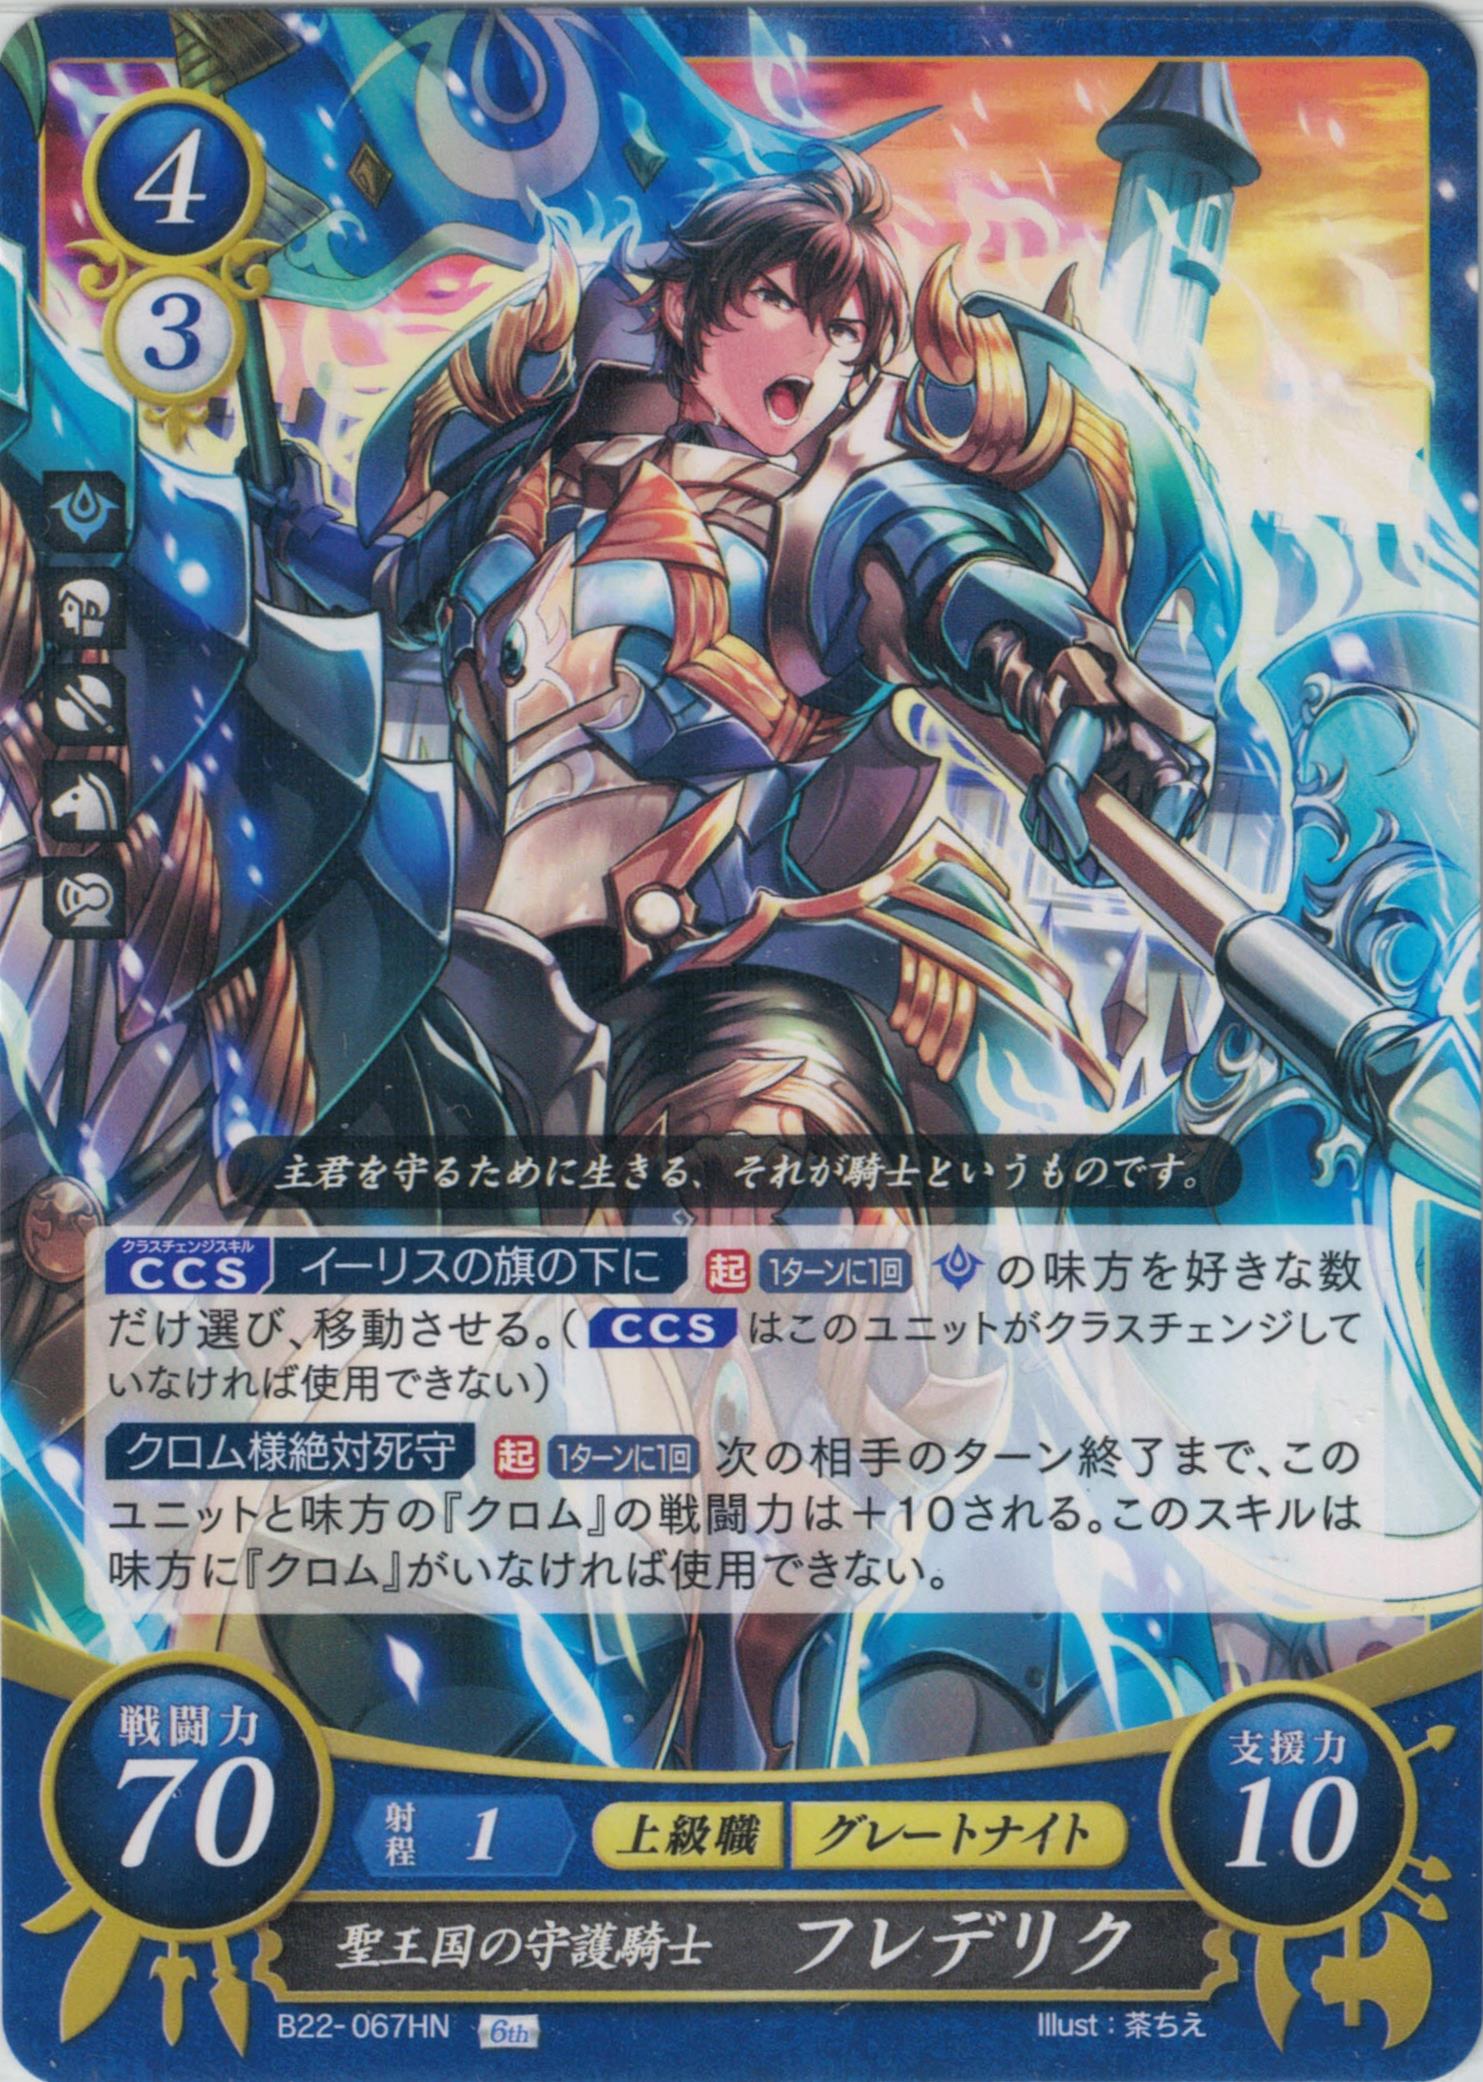 4
3
主君を守るために生きる、それが騎士というものです。
クラスチェンジスキル
CCS イーリスの旗の下に 起 1ターンに1回 の味方を好きな数
だけ選び、移動させる。(CCSはこのユニットがクラスチェンジして
いなければ使用できない)
クロム様絶対死守 起 1ターンに1回 次の相手のターン終了まで、この
ユニットと味方の『クロム』の戦闘力は＋10される。このスキルは
味方に『クロム』がいなければ使用できない。
戦闘力
70
射程 1 上級職 グレートナイト
支援力
10
聖王国の守護騎士 フレデリク
B22-067HN 6th Illust：茶ちえ